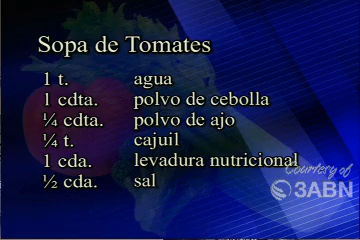 Sopa de Tomates
1 t. agua
1 cdta. polvo de cebolla
¼ cdta. polvo de ajo
¼ t. cajuil
1 cda. levadura nutricional
½ cda. sal
Courtesy of
3ABN